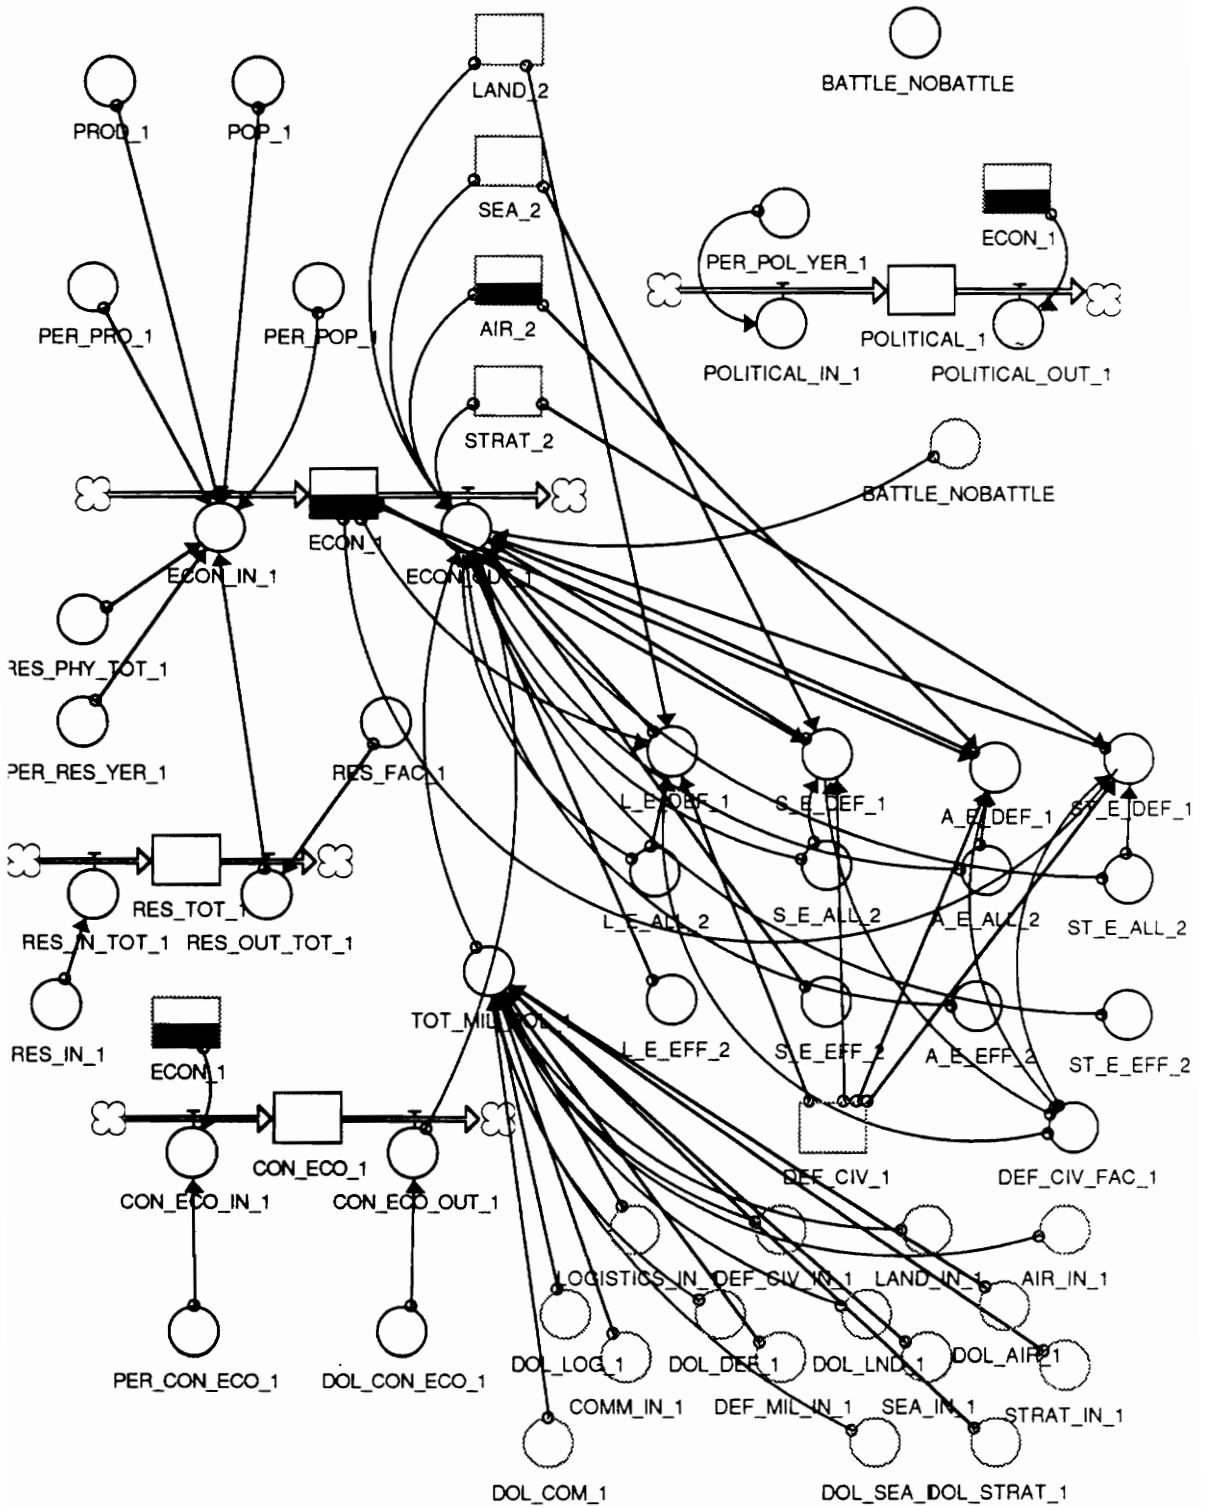 LAND_2
BATTLE_NOBATTLE
PROD_1
POP_1
SEA_2
ECON_1
PER_POL_YER_1
PER_PRO_1
PER_POP_1
AIR_2
POLITICAL_1
POLITICAL_IN_1
POLITICAL_OUT_1
STRAT_2
BATTLE_NOBATTLE
ECON_1
ECON_IN_1
ECON_OUT_1
RES_PHY_TOT_1
PER_RES_YER_1
RES_FAC_1
L_E_DEF_1
S_E_DEF_1
A_E_DEF_1
ST_E_DEF_1
RES_TOT_1
L_E_ALL_2
S_E_ALL_2
A_E_ALL_2
ST_E_ALL_2
RES_IN_TOT_1
RES_OUT_TOT_1
TOT_MIL_DOL_1
RES_IN_1
L_E_EFF_2
S_E_EFF_2
A_E_EFF_2
ST_E_EFF_2
ECON_1
CON_ECO_1
DEF_CIV_1
DEF_CIV_FAC_1
CON_ECO_IN_1
CON_ECO_OUT_1
LOGISTICS_IN_1
DEF_CIV_IN_1
LAND_IN_1
AIR_IN_1
DOL_LOG_1
DOL_DEF_1
DOL_LND_1
DOL_AIR_1
PER_CON_ECO_1
DOL_CON_ECO_1
COMM_IN_1
DEF_MIL_IN_1
SEA_IN_1
STRAT_IN_1
DOL_COM_1
DOL_SEA_1
DOL_STRAT_1